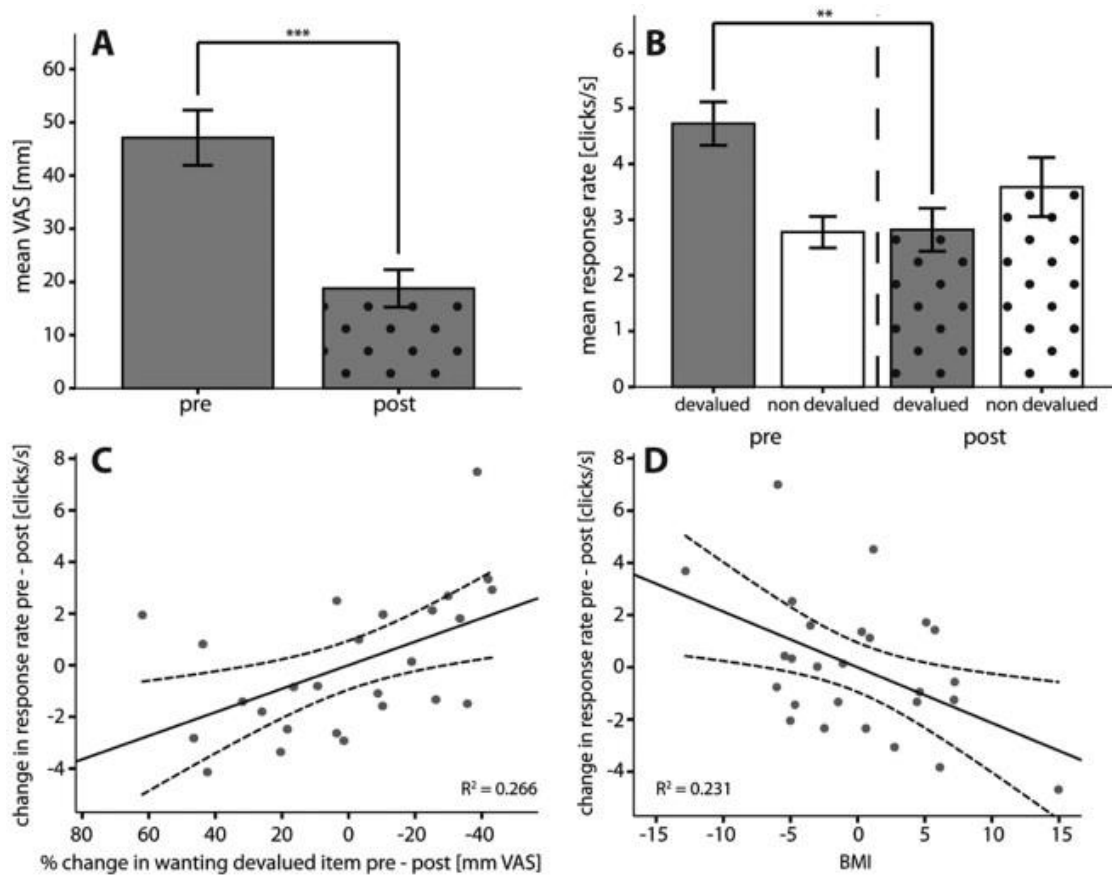 A
***
mean VAS [mm]
60
50
40
30
20
10
0
pre
post
B
**
mean response rate [clicks/s]
6
5
4
3
2
1
0
devalued
non devalued
devalued
non devalued
pre
post
C
change in response rate pre - post [clicks/s]
8
6
4
2
0
-2
-4
R² = 0.266
80
60
40
20
0
-20
-40
% change in wanting devalued item pre - post [mm VAS]
D
change in response rate pre - post [clicks/s]
8
6
4
2
0
-2
-4
R² = 0.231
-15
-10
-5
0
5
10
15
BMI